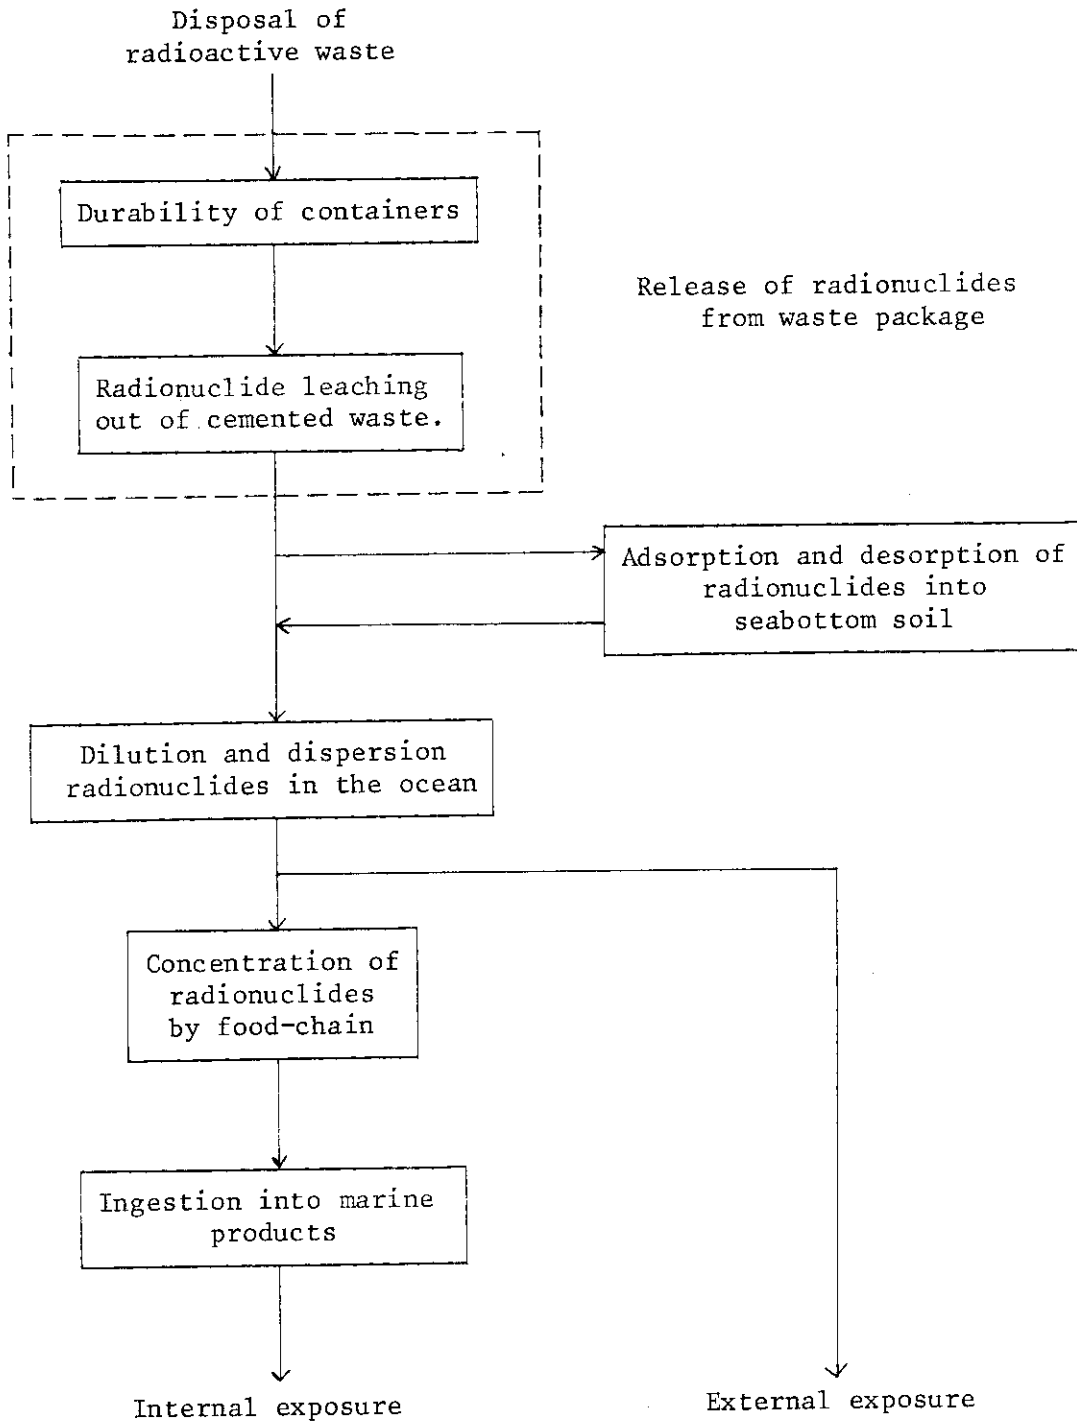 Disposal of
radioactive waste
Durability of containers
Release of radionuclides
from waste package
Radionuclide leaching
out of cemented waste.
Adsorption and desorption of
radionuclides into
seabottom soil
Dilution and dispersion
radionuclides in the ocean
Concentration of
radionuclides
by food-chain
Ingestion into marine
products
Internal exposure
External exposure